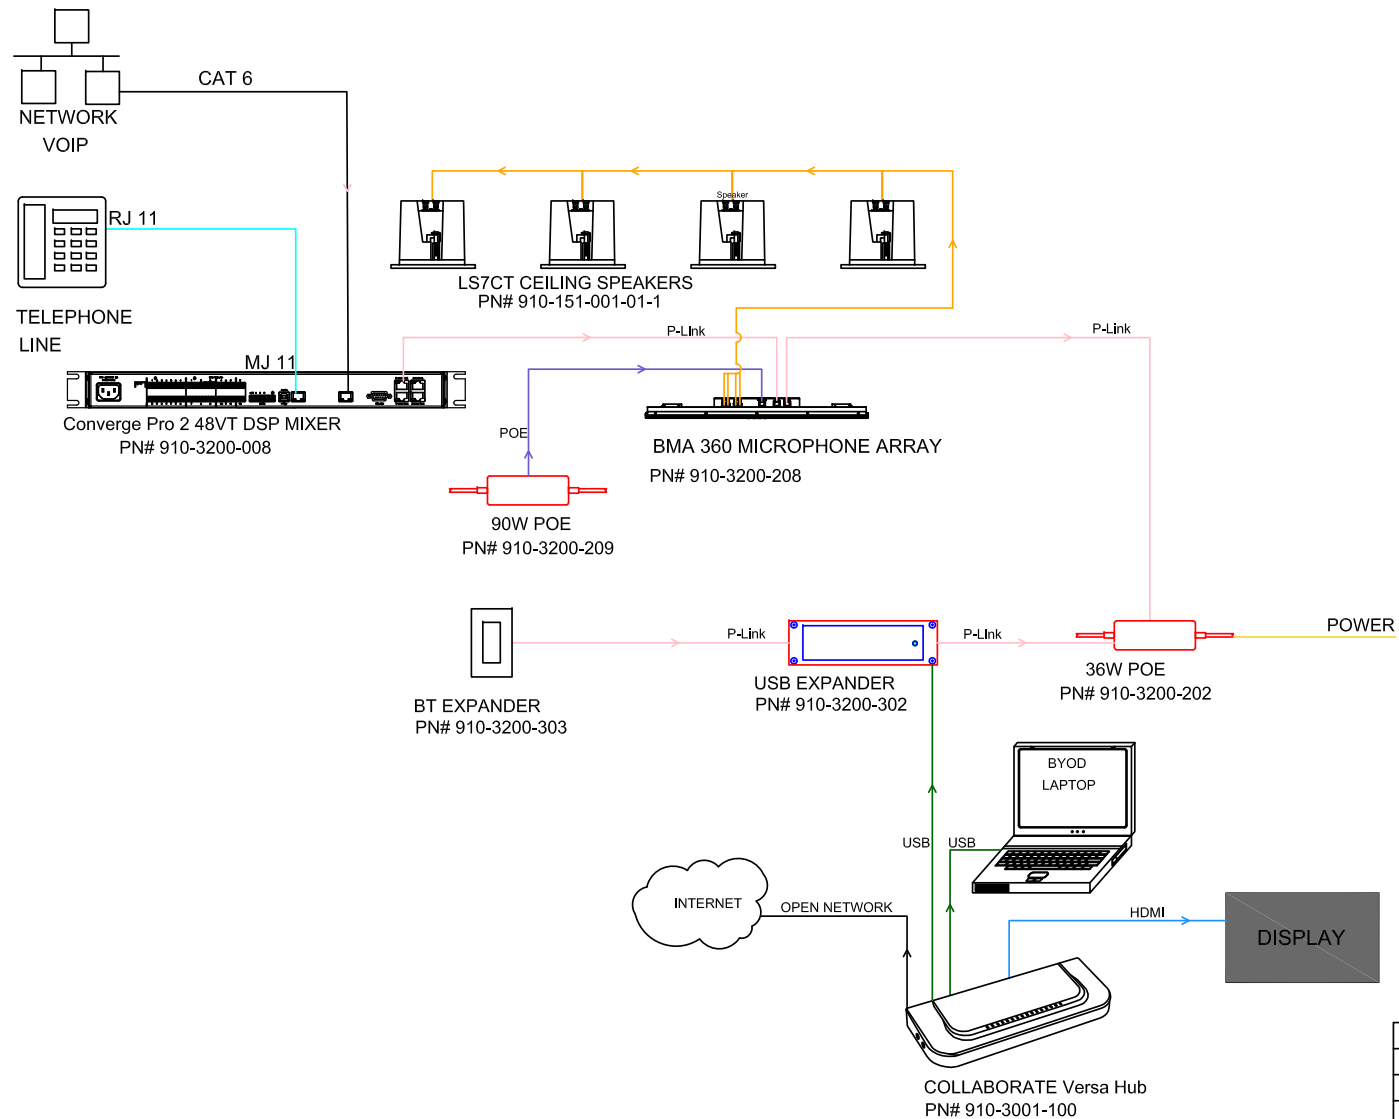 CAT 6
NETWORK
VOIP
RJ 11
TELEPHONE
LINE
MJ 11
Converge Pro 2 48VT DSP MIXER
PN# 910-3200-008
Speaker
LS7CT CEILING SPEAKERS
PN# 910-151-001-01-1
P-LInk
P-Llnk
POE
BMA 360 MICROPHONE ARRAY
PN# 910-3200-208
90W POE
PN# 910-3200-209
P-Llnk
P-LInk
POWER
BT EXPANDER
PN# 910-3200-303
USB EXPANDER
PN# 910-3200-302
36W POE
PN# 910-3200-202
BYOD
LAPTOP
USB
USB
INTERNET
OPEN NETWORK
HDMI
DISPLAY
COLLABORATE Versa Hub
PN# 910-3001-100